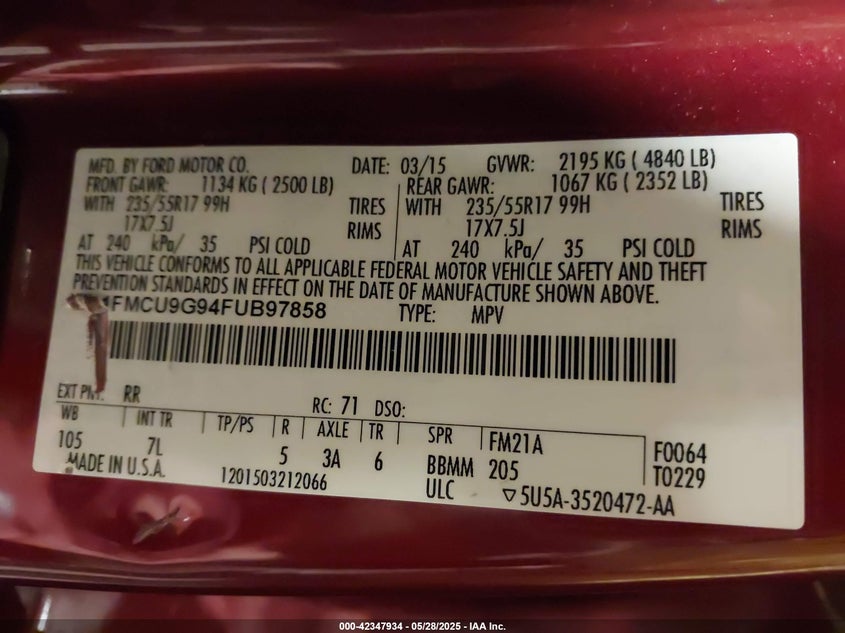 MFD. BY FORD MOTOR CO. DATE: 03/15 GVWR: 2195 KG ( 4840 LB)
FRONT GAWR: 1134 KG ( 2500 LB) REAR GAWR: 1067 KG ( 2352 LB)
WITH 235/55R17 99H TIRES WITH 235/55R17 99H TIRES
17X7.5J RIMS 17X7.5J RIMS
AT 240 kPa/ 35 PSI COLD AT 240 kPa/ 35 PSI COLD
THIS VEHICLE CONFORMS TO ALL APPLICABLE FEDERAL MOTOR VEHICLE SAFETY AND THEFT
PREVENTION STANDARDS IN EFFECT ON THE DATE OF MANUFACTURE SHOWN ABOVE.
1FMCU9G94FUB97858 TYPE: MPV
EXT PNT: RR RC: 71 DSO:
WB INT TR TP/PS R AXLE TR SPR FM21A F0064
105 7L 5 3A 6 BBMM 205 T0229
MADE IN U.S.A. 1201503212066 ULC ▽5U5A-3520472-AA
000-42347934 - 05/28/2025 - IAA Inc.